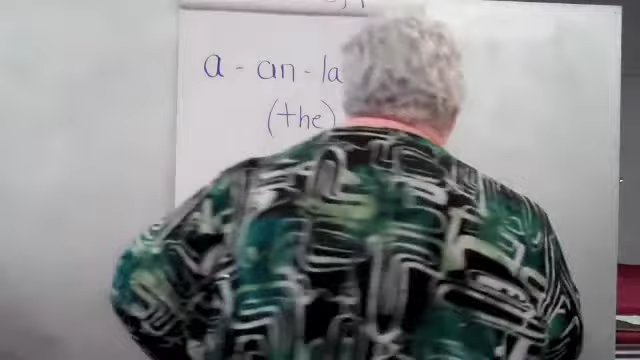 a - an - la
(the)